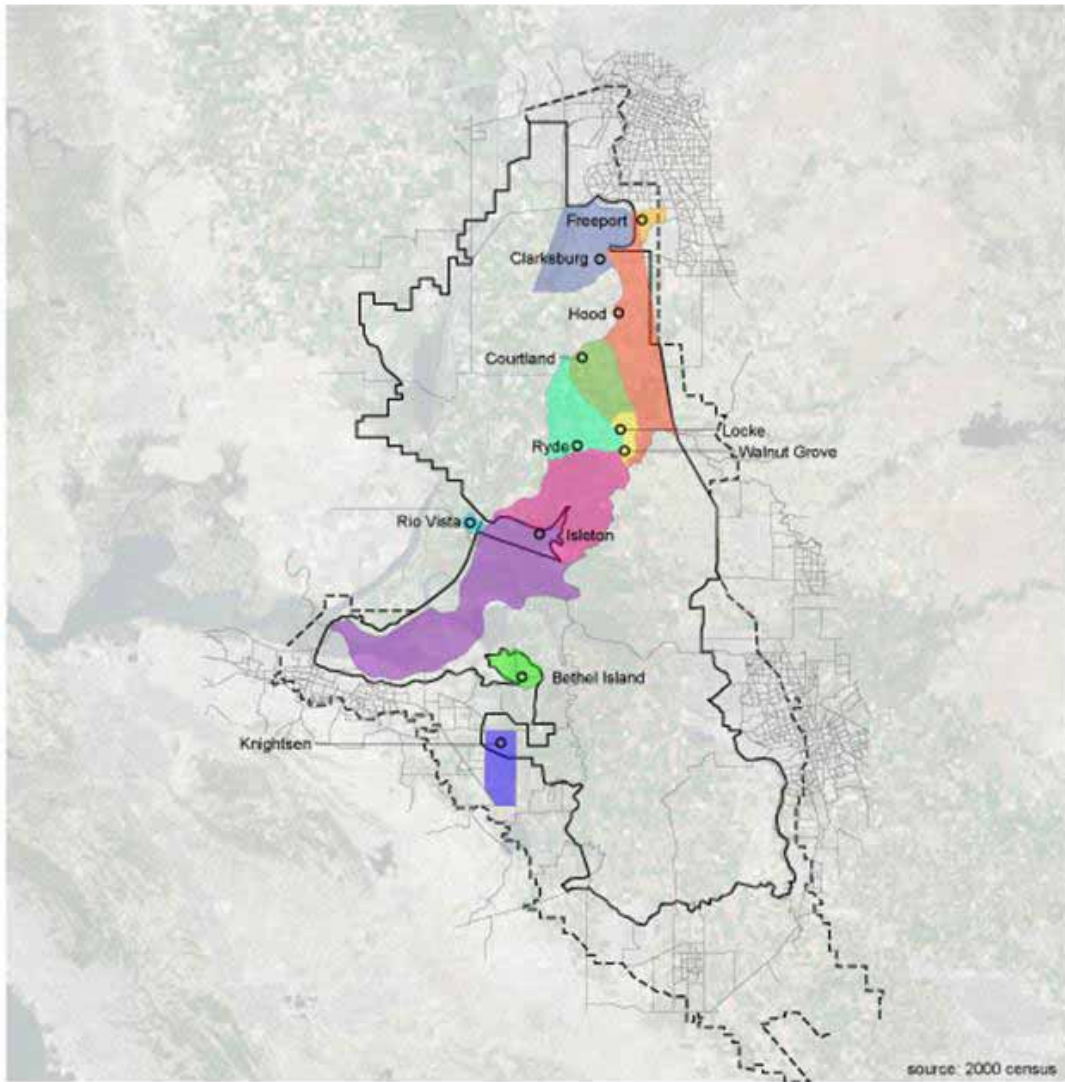 Freeport
Clarksburg
Hood
Courtland
Locke
Ryde
Walnut Grove
Rio Vista
Isleton
Bethel Island
Knightsen
source: 2000 census